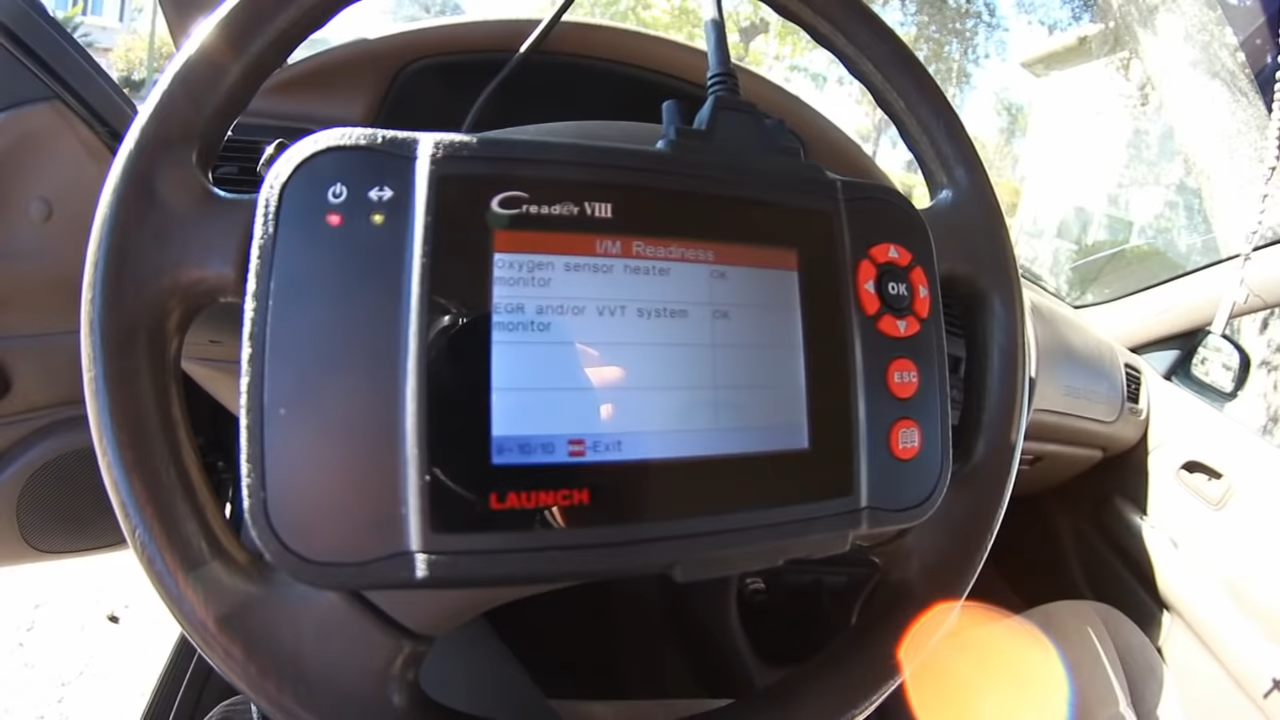 Creader VIII
I/M Readiness
Oxygen sensor heater
monitor
OK
EGR and/or VVT system
monitor
OK
9-10/10 ESC-Exit
LAUNCH
OK
ESC